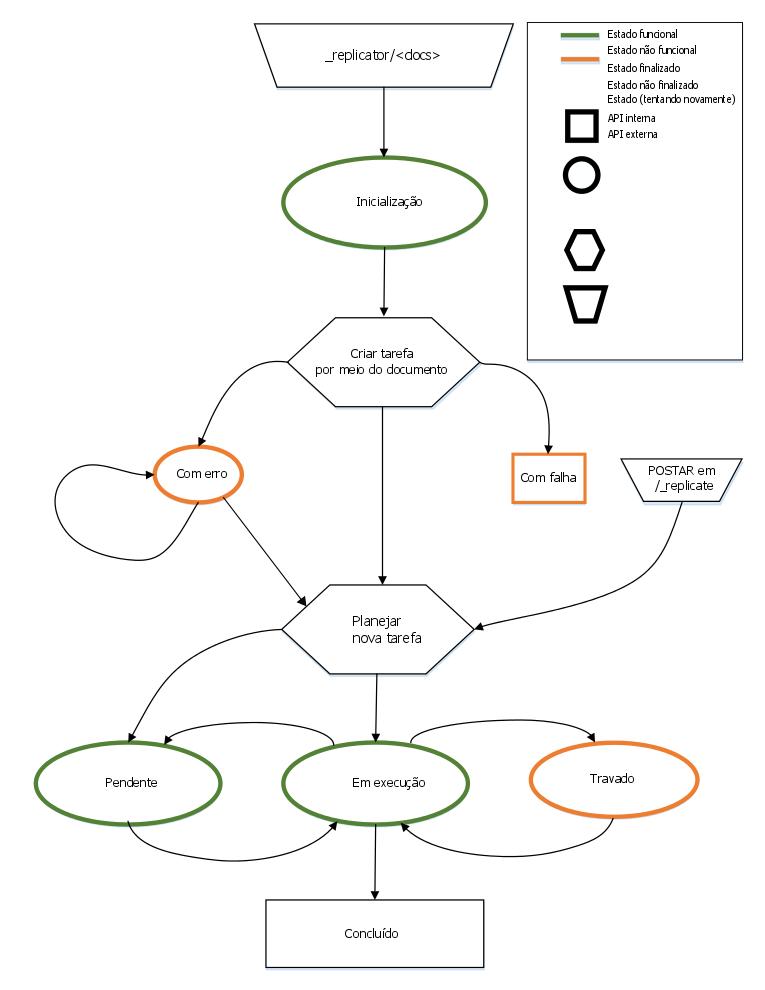 _replicator/<docs>
Estado funcional
Estado não funcional
Estado finalizado
Estado não finalizado
Estado (tentando novamente)
API interna
API externa
Inicialização
Criar tarefa
por meio do documento
Com erro
Com falha
POSTAR em
/_replicate
Planejar
nova tarefa
Pendente
Em execução
Travado
Concluído